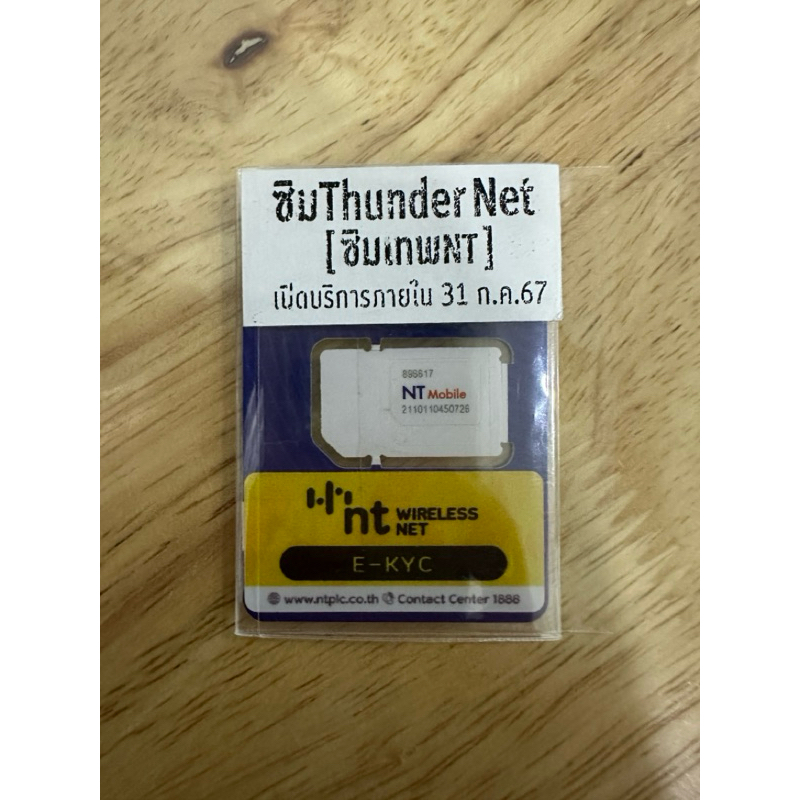 ซิมThunder Net
[ซิมเทพNT]
เปิดบริการภายใน 31 ก.ค.67
896617
NT Mobile
2110110450726
nt WIRELESS
NET
E-KYC
www.ntplc.co.th Contact Center 1888